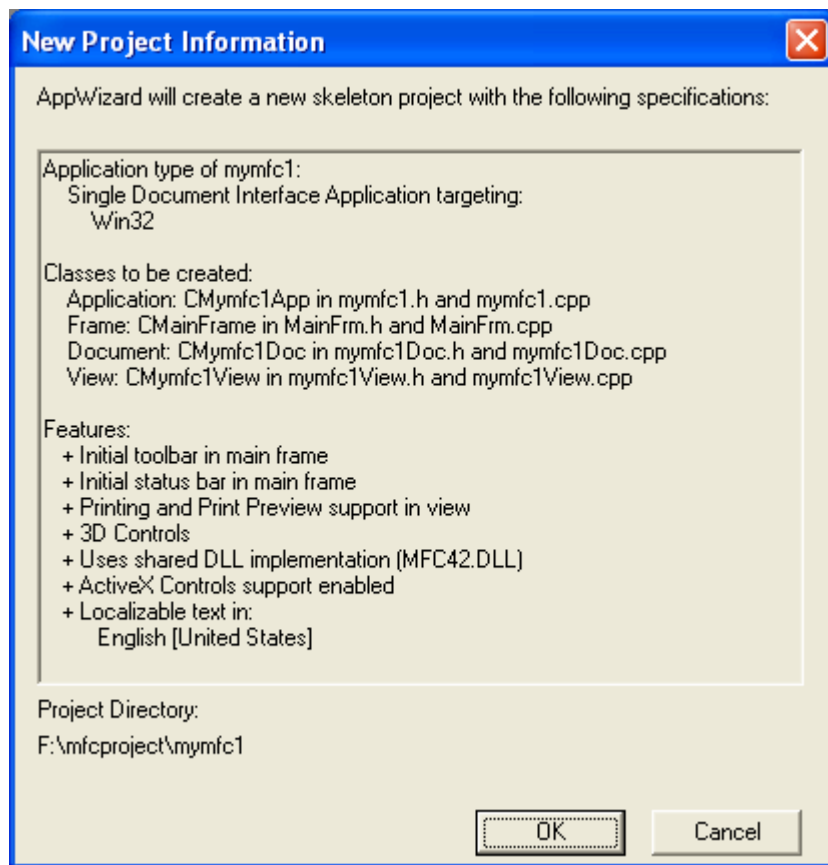 New Project Information
AppWizard will create a new skeleton project with the following specifications:
Application type of mymfc1:
Single Document Interface Application targeting:
Win32
Classes to be created:
Application: CMymfc1App in mymfc1.h and mymfc1.cpp
Frame: CMainFrame in MainFrm.h and MainFrm.cpp
Document: CMymfc1Doc in mymfc1Doc.h and mymfc1Doc.cpp
View: CMymfc1View in mymfc1View.h and mymfc1View.cpp
Features:
+ Initial toolbar in main frame
+ Initial status bar in main frame
+ Printing and Print Preview support in view
+ 3D Controls
+ Uses shared DLL implementation (MFC42.DLL)
+ ActiveX Controls support enabled
+ Localizable text in:
English [United States]
Project Directory:
F:\mfcproject\mymfc1
OK Cancel